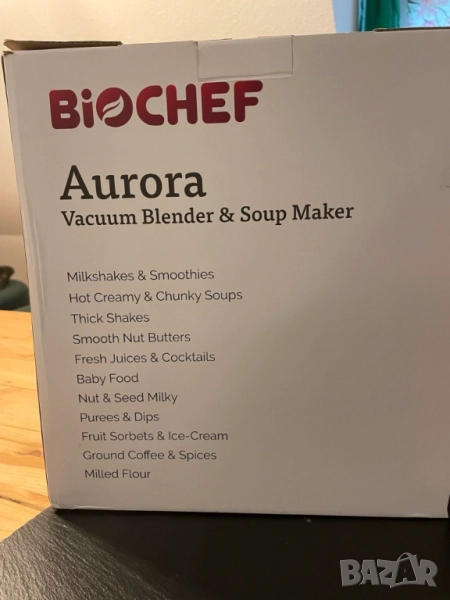 BIOCHEF
Aurora
Vacuum Blender & Soup Maker
Milkshakes & Smoothies
Hot Creamy & Chunky Soups
Thick Shakes
Smooth Nut Butters
Fresh Juices & Cocktails
Baby Food
Nut & Seed Milky
Purees & Dips
Fruit Sorbets & Ice-Cream
Ground Coffee & Spices
Milled Flour
BAZAR